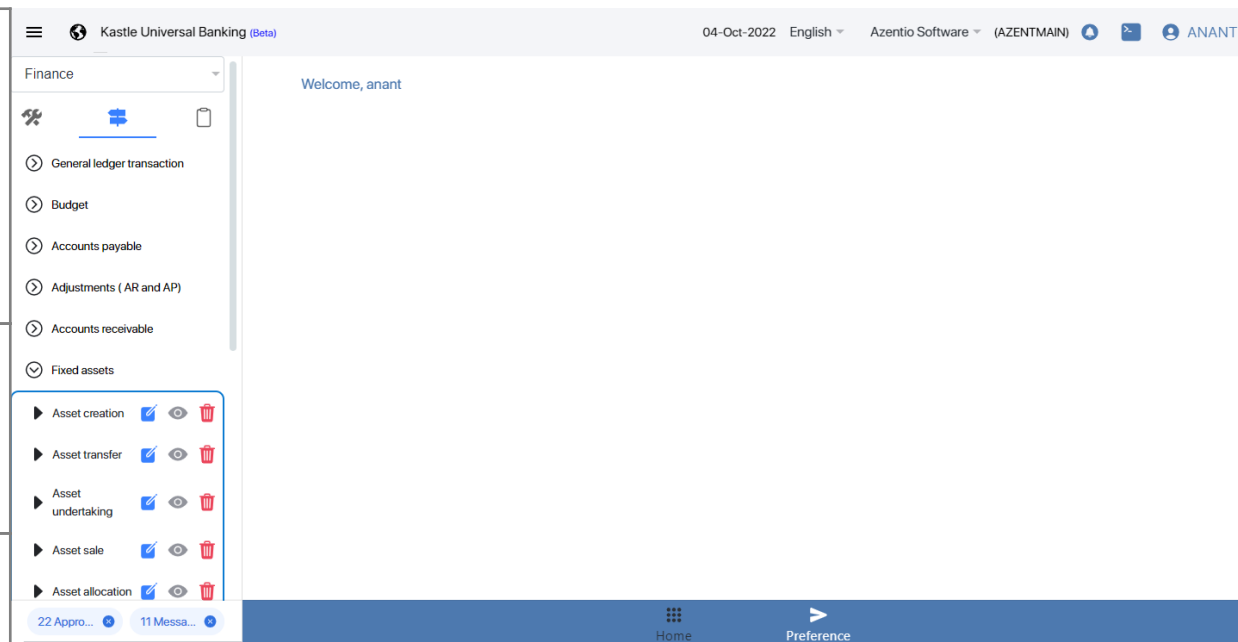 Kastle Universal Banking (Beta)
04-Oct-2022 English Azentio Software (AZENTMAIN) ANANT
Finance
Welcome, anant
General ledger transaction
Budget
Accounts payable
Adjustments ( AR and AP)
Accounts receivable
Fixed assets
Asset creation
Asset transfer
Asset
undertaking
Asset sale
Asset allocation
22 Appro... 11 Messa...
Home Preference